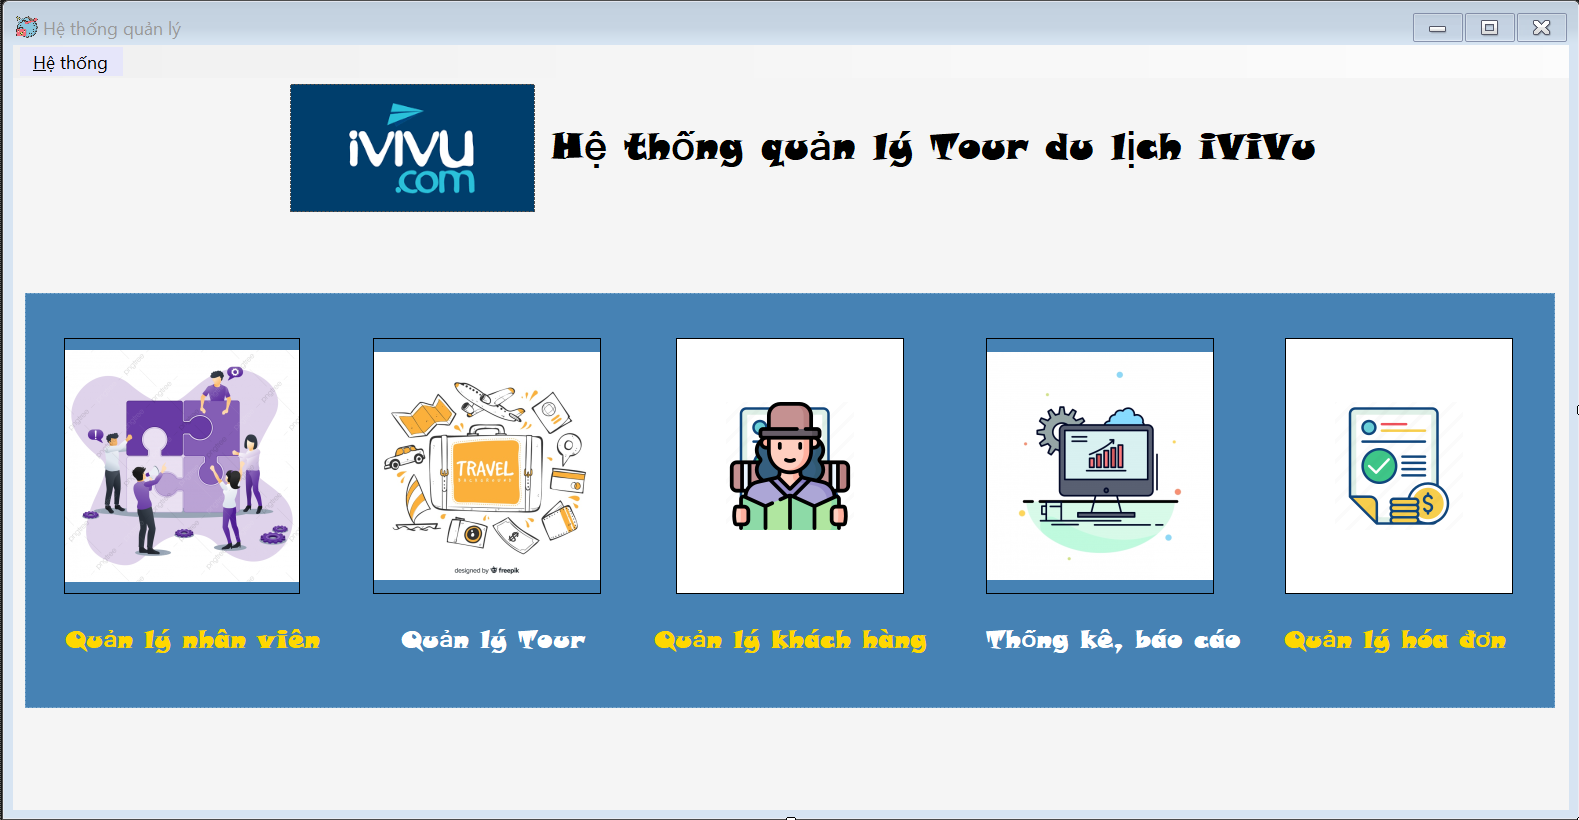 Hệ thống quản lý
Hệ thống
iVIVU
.com
Hệ thống quản lý Tour du lịch iViVu
TRAVEL
BACKGROUND
designed by freepik
Quản lý nhân viên
Quản lý Tour
Quản lý khách hàng
Thống kê, báo cáo
Quản lý hóa đơn